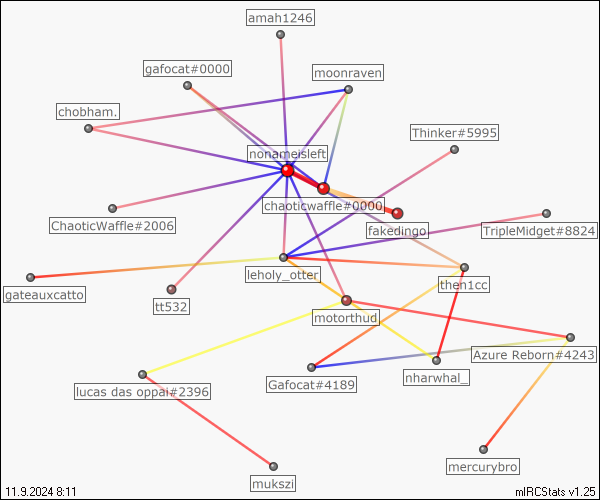 amah1246
gafocat#0000
moonraven
chobham.
Thinker#5995
nonameisleft
chaoticwaffle#0000
ChaoticWaffle#2006
fakedingo
TripleMidget#8824
leholy_otter
then1cc
gateauxcatto
tt532
motorthud
Azure Reborn#4243
Gafocat#4189
nharwhal_
lucas das oppai#2396
mercurybro
mukszi
11.9.2024 8:11
mIRCStats v1.25